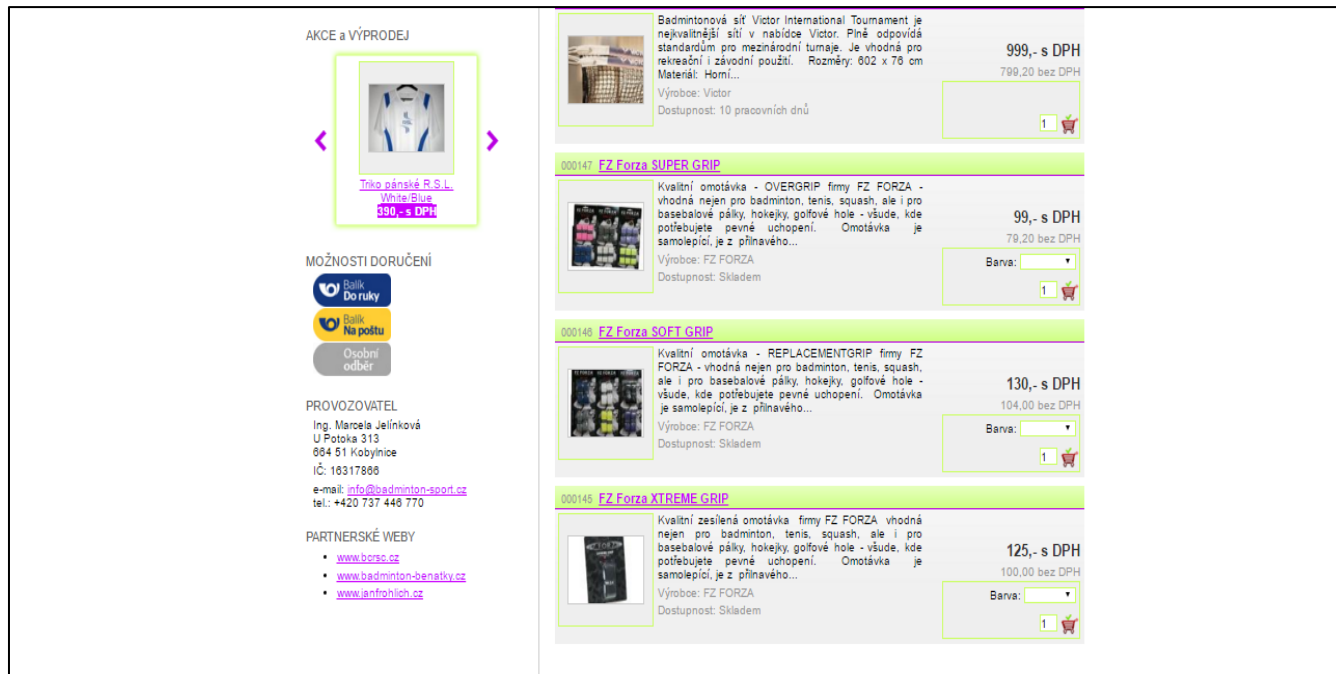 AKCE a VÝPRODEJ
Triko pánské R.S.L.
White/Blue
390,- s DPH
MOŽNOSTI DORUČENÍ
Balík
Do ruky
Balík
Na poštu
Osobní
odběr
PROVOZOVATEL
Ing. Marcela Jelínková
U Potoka 313
664 51 Kobylnice
IČ: 16317866
e-mail: info@badminton-sport.cz
tel.: +420 737 446 770
PARTNERSKÉ WEBY
www.bcrsc.cz
www.badminton-benatky.cz
www.janfrohlich.cz
Badmintonová síť Victor International Tournament je
nejkvalitnější sítí v nabídce Victor. Plně odpovídá
standardům pro mezinárodní turnaje. Je vhodná pro
rekreační i závodní použití. Rozměry: 602 x 76 cm
Materiál: Horní...
Výrobce: Victor
Dostupnost: 10 pracovních dnů
999,- s DPH
799,20 bez DPH
1
000147 FZ Forza SUPER GRIP
Kvalitní omotávka - OVERGRIP firmy FZ FORZA -
vhodná nejen pro badminton, tenis, squash, ale i pro
basebalové pálky, hokejky, golfové hole - všude, kde
potřebujete pevné uchopení. Omotávka je
samolepící, je z přilnavého...
Výrobce: FZ FORZA
Dostupnost: Skladem
99,- s DPH
79,20 bez DPH
Barva:
1
000146 FZ Forza SOFT GRIP
Kvalitní omotávka - REPLACEMENTGRIP firmy FZ
FORZA - vhodná nejen pro badminton, tenis, squash,
ale i pro basebalové pálky, hokejky, golfové hole -
všude, kde potřebujete pevné uchopení. Omotávka
je samolepící, je z přilnavého...
Výrobce: FZ FORZA
Dostupnost: Skladem
130,- s DPH
104,00 bez DPH
Barva:
1
000145 FZ Forza XTREME GRIP
Kvalitní zesílená omotávka firmy FZ FORZA vhodná
nejen pro badminton, tenis, squash, ale i pro
basebalové pálky, hokejky, golfové hole - všude, kde
potřebujete pevné uchopení. Omotávka je
samolepící, je z přilnavého...
Výrobce: FZ FORZA
Dostupnost: Skladem
125,- s DPH
100,00 bez DPH
Barva:
1